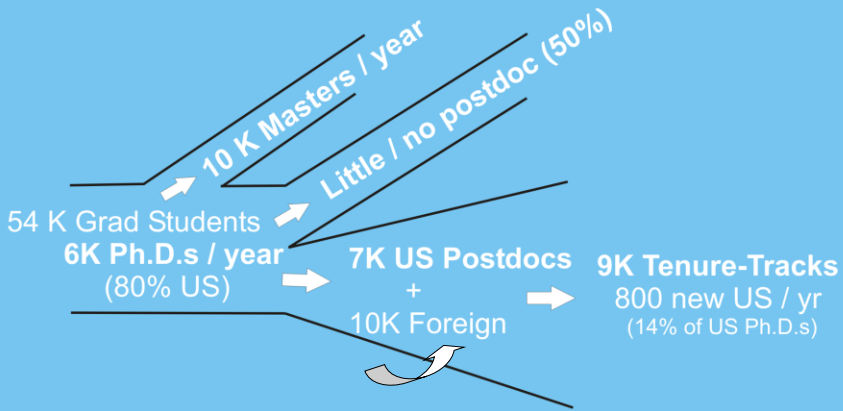 10 K Masters / year
Little / no postdoc (50%)
54 K Grad Students
6K Ph.D.s / year
(80% US)
7K US Postdocs
+
10K Foreign
9K Tenure-Tracks
800 new US / yr
(14% of US Ph.D.s)